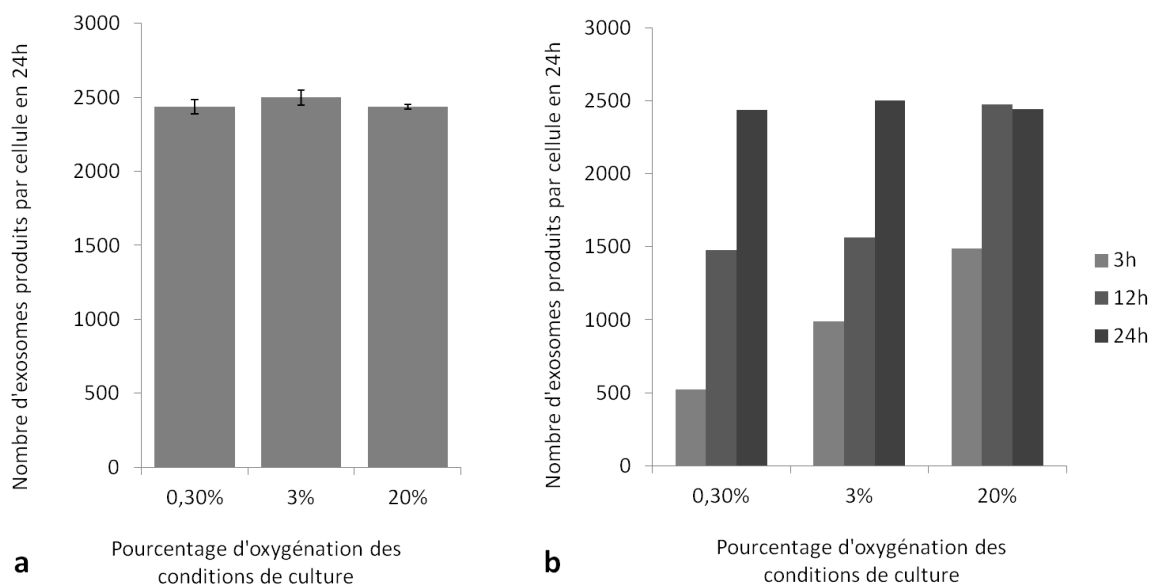 Nombre d'exosomes produits par cellule en 24h
3000
2500
2000
1500
1000
500
0
0,30%
3%
20%
Pourcentage d'oxygénation des
conditions de culture
a
Nombre d'exosomes produits par cellule en 24h
3000
2500
2000
1500
1000
500
0
0,30%
3%
20%
Pourcentage d'oxygénation des
conditions de culture
b
3h
12h
24h